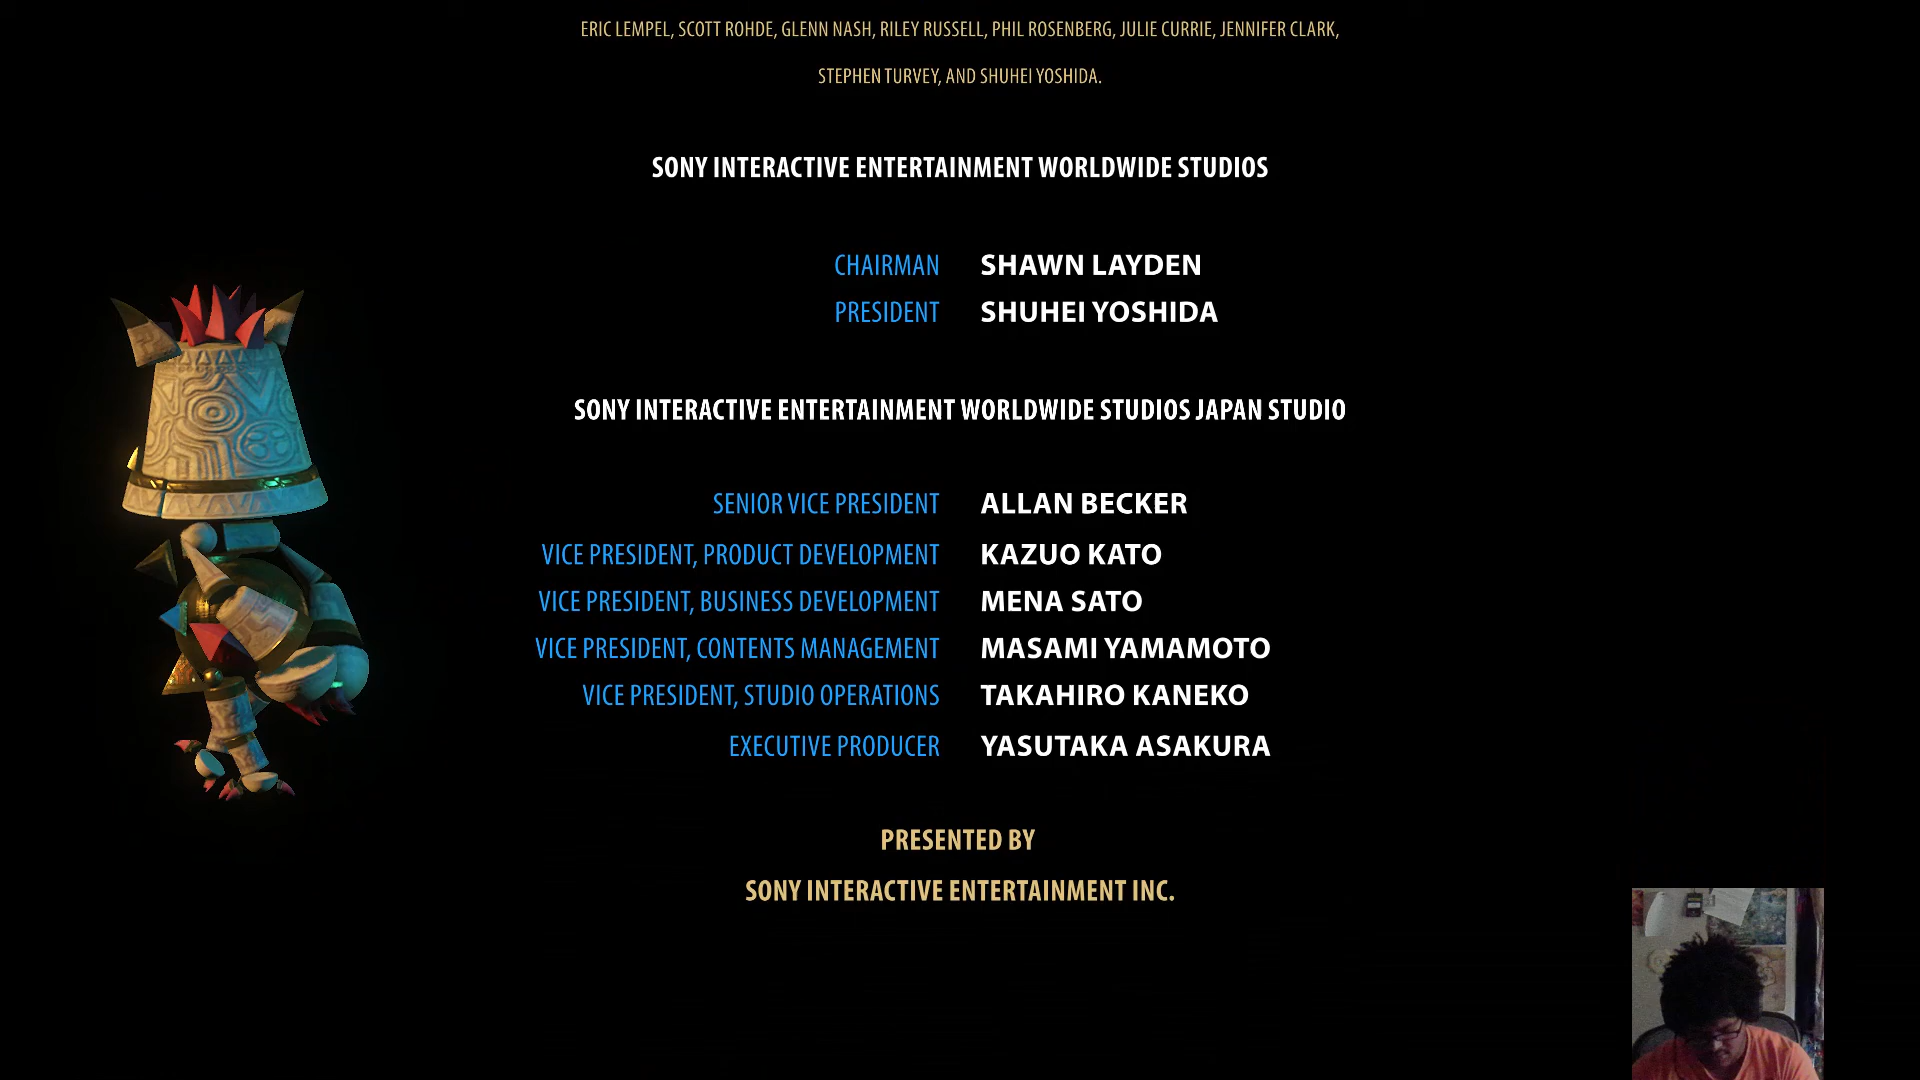 ERIC LEMPEL, SCOTT ROHDE, GLENN NASH, RILEY RUSSELL, PHIL ROSENBERG, JULIE CURRIE, JENNIFER CLARK,
STEPHEN TURVEY, AND SHUHEI YOSHIDA.
SONY INTERACTIVE ENTERTAINMENT WORLDWIDE STUDIOS
CHAIRMAN SHAWN LAYDEN
PRESIDENT SHUHEI YOSHIDA
SONY INTERACTIVE ENTERTAINMENT WORLDWIDE STUDIOS JAPAN STUDIO
SENIOR VICE PRESIDENT ALLAN BECKER
VICE PRESIDENT, PRODUCT DEVELOPMENT KAZUO KATO
VICE PRESIDENT, BUSINESS DEVELOPMENT MENA SATO
VICE PRESIDENT, CONTENTS MANAGEMENT MASAMI YAMAMOTO
VICE PRESIDENT, STUDIO OPERATIONS TAKAHIRO KANEKO
EXECUTIVE PRODUCER YASUTAKA ASAKURA
PRESENTED BY
SONY INTERACTIVE ENTERTAINMENT INC.